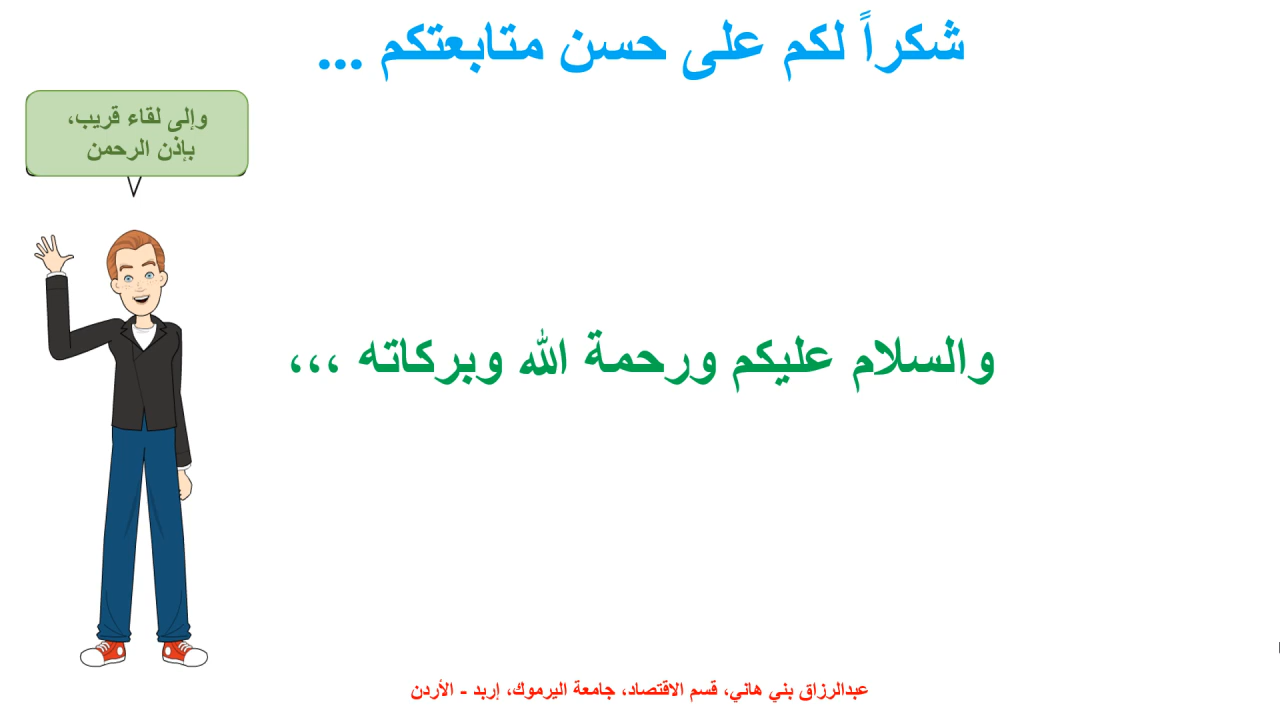 شكراً لكم على حسن متابعتكم ...
وإلى لقاء قريب،
بإذن الرحمن
والسلام عليكم ورحمة الله وبركاته ،،،
عبدالرزاق بني هاني، قسم الاقتصاد، جامعة اليرموك، إربد - الأردن